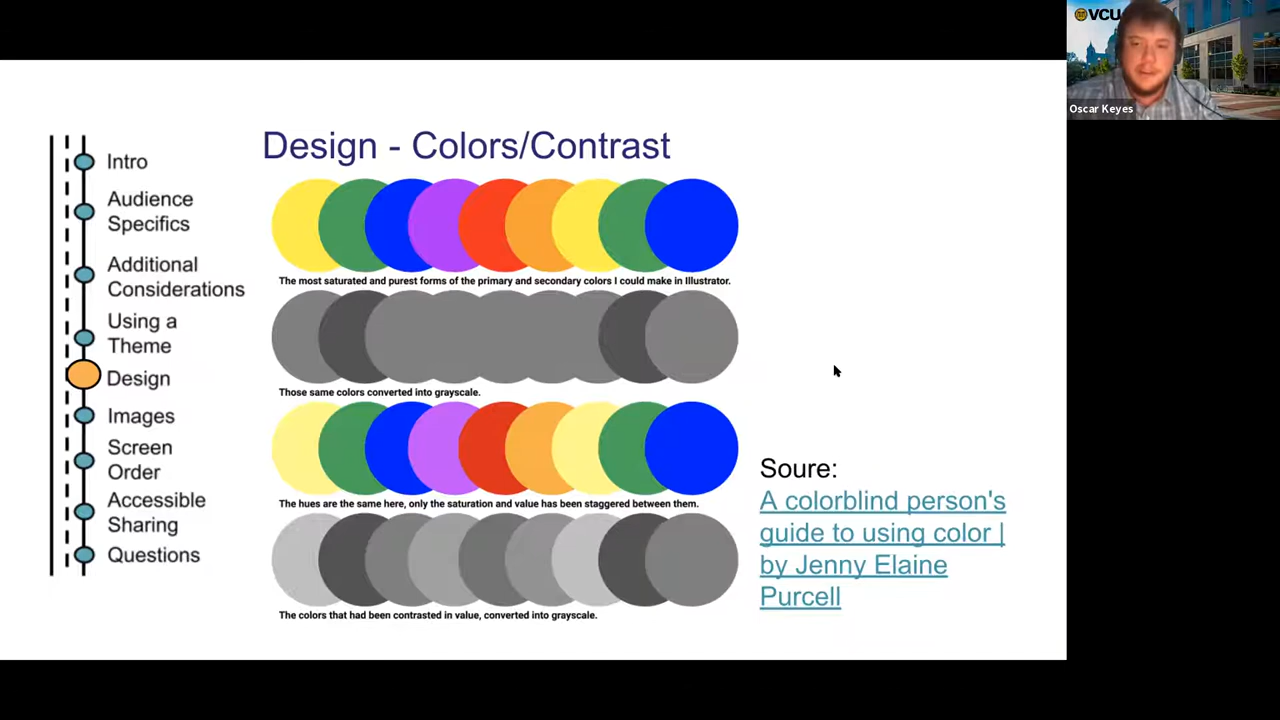 VCU
Oscar Keyes
Design - Colors/Contrast
Intro
Audience
Specifics
Additional
Considerations
Using a
Theme
Design
Images
Screen
Order
Accessible
Sharing
Questions
The most saturated and purest forms of the primary and secondary colors I could make in Illustrator.
Those same colors converted into grayscale.
The hues are the same here, only the saturation and value has been staggered between them.
The colors that had been contrasted in value, converted into grayscale.
Soure:
A colorblind person's
guide to using color |
by Jenny Elaine
Purcell